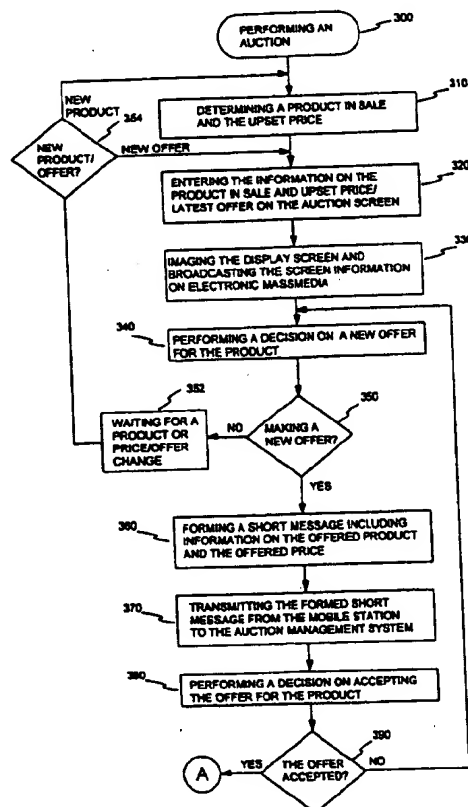 PERFORMING AN
AUCTION
300
NEW
PRODUCT
354
NEW
PRODUCT/
OFFER?
NEW OFFER
310
DETERMINING A PRODUCT IN SALE
AND THE UPSET PRICE
320
ENTERING THE INFORMATION ON THE
PRODUCT IN SALE AND UPSET PRICE/
LATEST OFFER ON THE AUCTION SCREEN
330
IMAGING THE DISPLAY SCREEN AND
BROADCASTING THE SCREEN INFORMATION
ON ELECTRONIC MASSMEDIA
340
PERFORMING A DECISION ON A NEW OFFER
FOR THE PRODUCT
352
WAITING FOR A
PRODUCT OR
PRICE/OFFER
CHANGE
NO
350
MAKING A
NEW OFFER?
YES
360
FORMING A SHORT MESSAGE INCLUDING
INFORMATION ON THE OFFERED PRODUCT
AND THE OFFERED PRICE
370
TRANSMITTING THE FORMED SHORT
MESSAGE FROM THE MOBILE STATION
TO THE AUCTION MANAGEMENT SYSTEM
380
PERFORMING A DECISION ON ACCEPTING
THE OFFER FOR THE PRODUCT
390
A
YES
THE OFFER
ACCEPTED?
NO